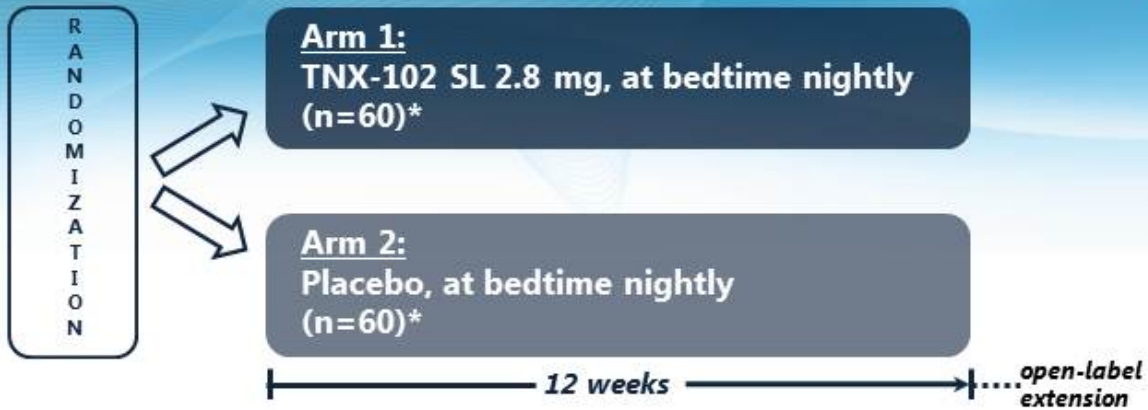 RANDOMIZATION
Arm 1:
TNX-102 SL 2.8 mg, at bedtime nightly
(n=60)*
Arm 2:
Placebo, at bedtime nightly
(n=60)*
12 weeks
open-label
extension